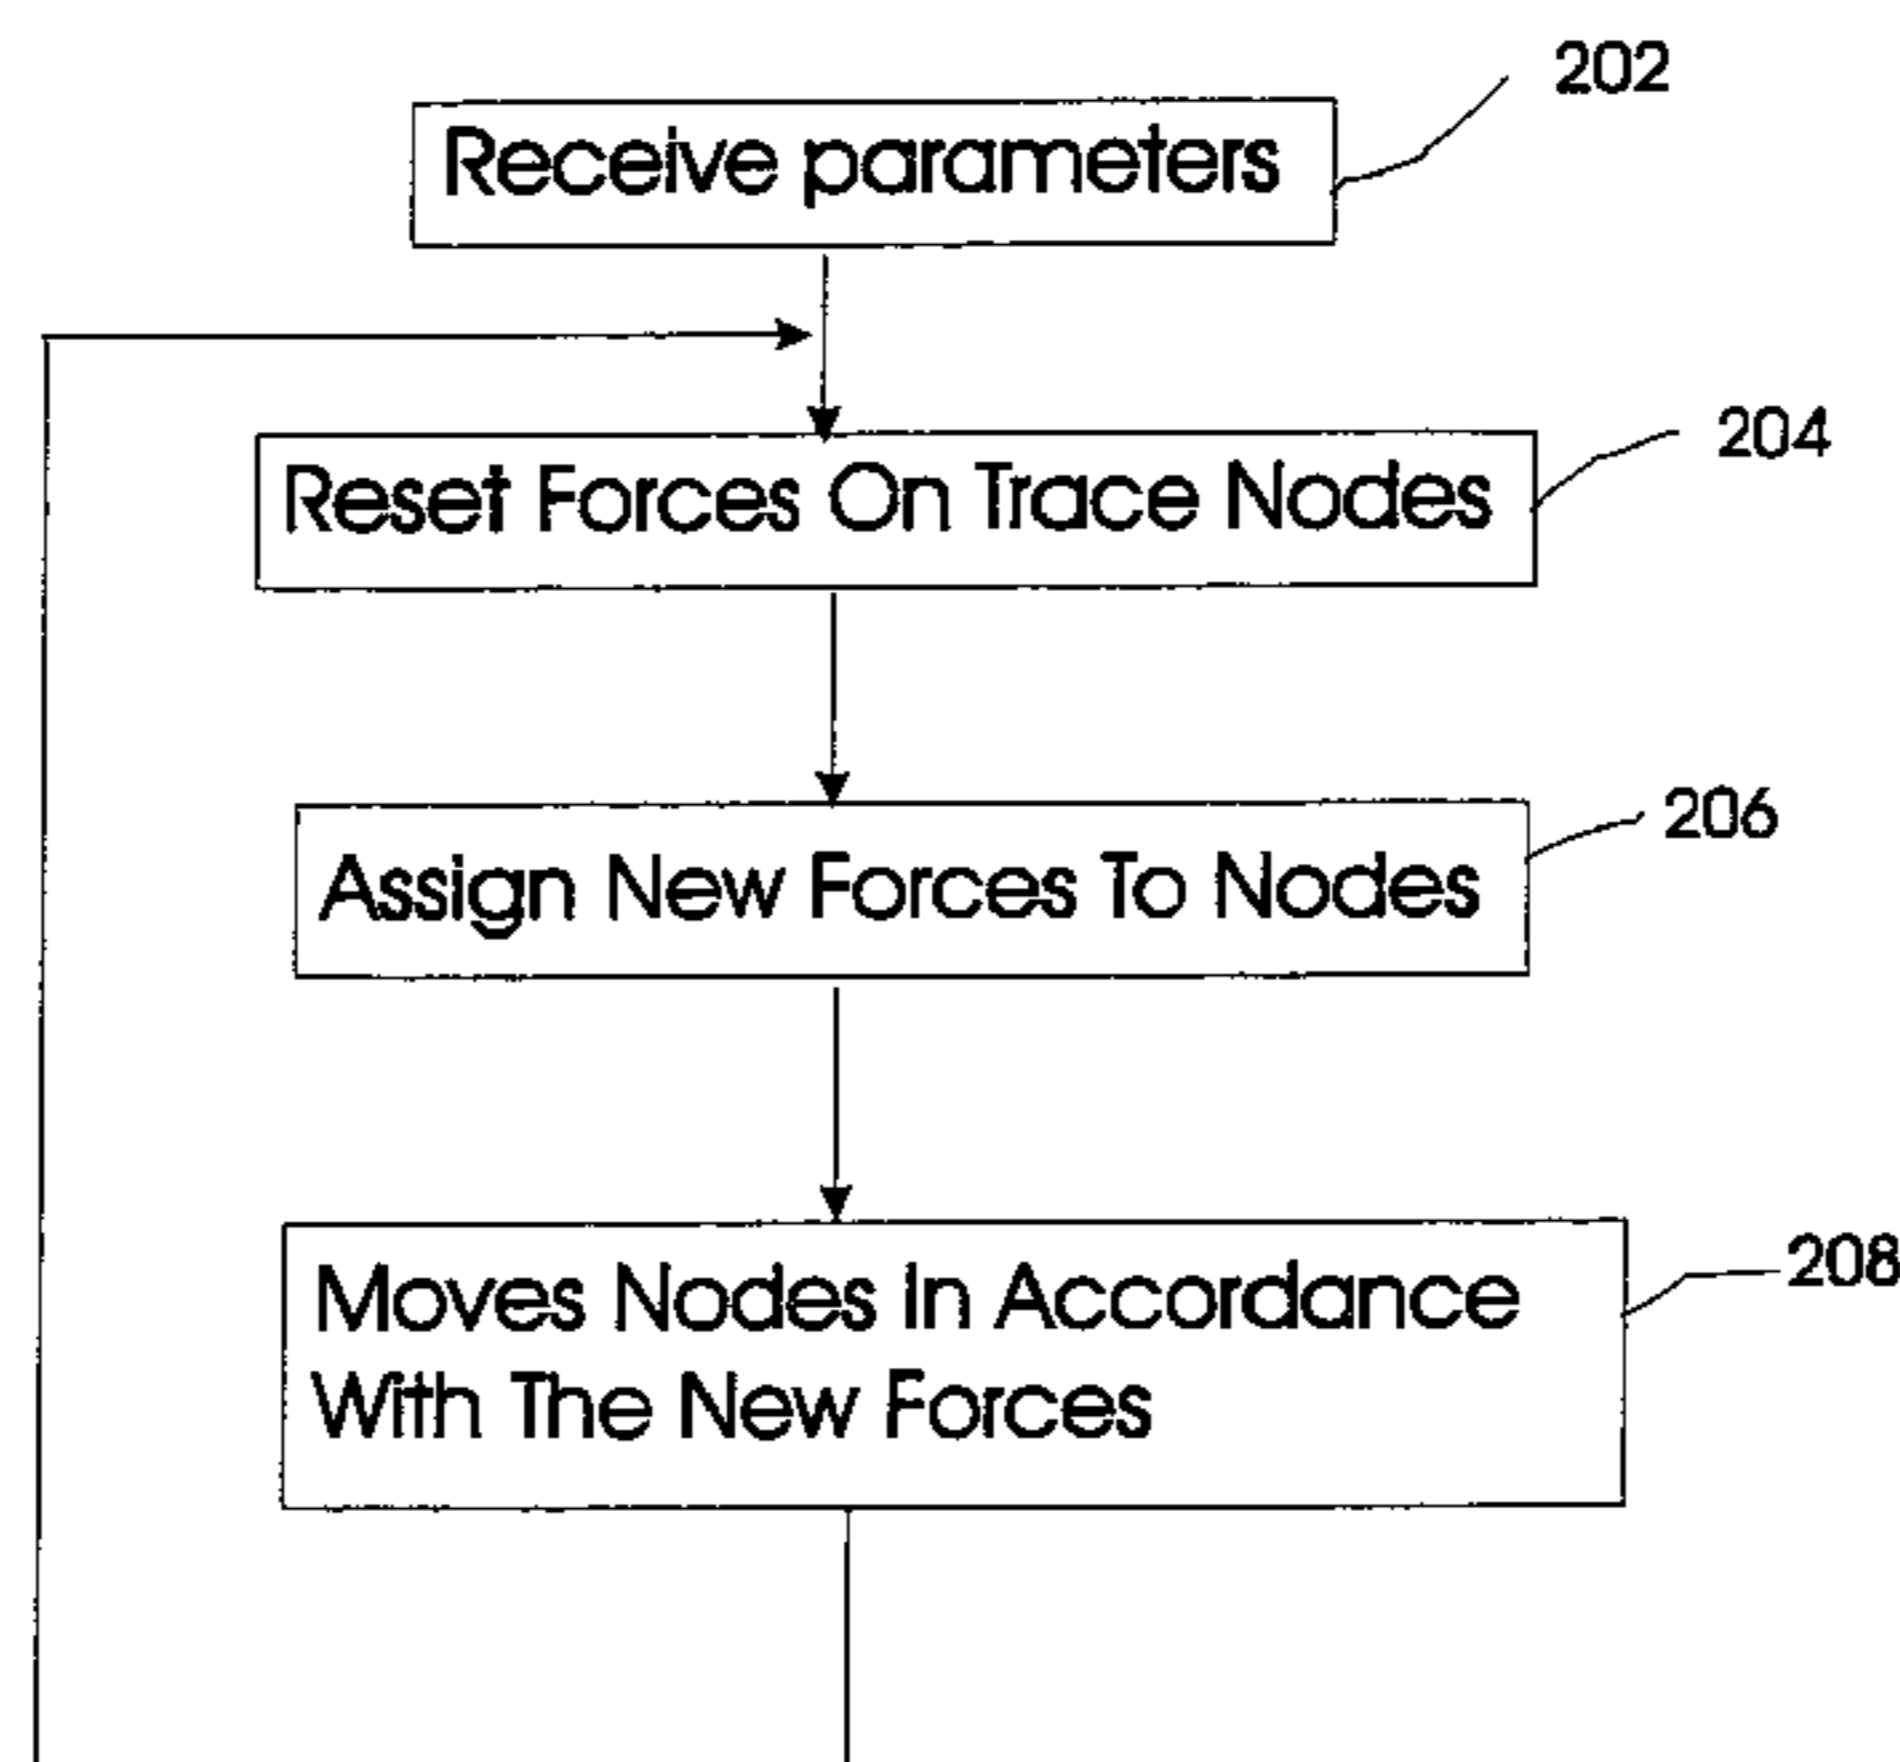 202
Receive parameters
204
Reset Forces On Trace Nodes
206
Assign New Forces To Nodes
208
Moves Nodes In Accordance
With The New Forces